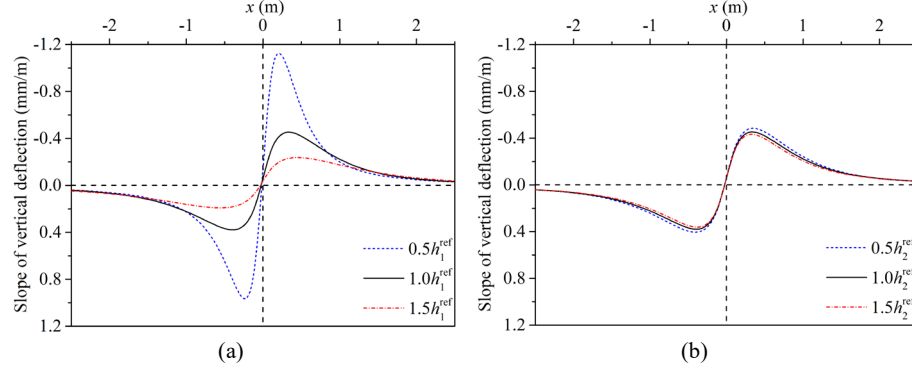 x (m)
-2 -1 0 1 2
-1.2
-0.8
-0.4
0.0
0.4
0.8
1.2
Slope of vertical deflection (mm/m)
0.5h₁ʳᵉᶠ
1.0h₁ʳᵉᶠ
1.5h₁ʳᵉᶠ
(a)
x (m)
-2 -1 0 1 2
-1.2
-0.8
-0.4
0.0
0.4
0.8
1.2
Slope of vertical deflection (mm/m)
0.5h₂
1.0h₂
1.5h₂
(b)